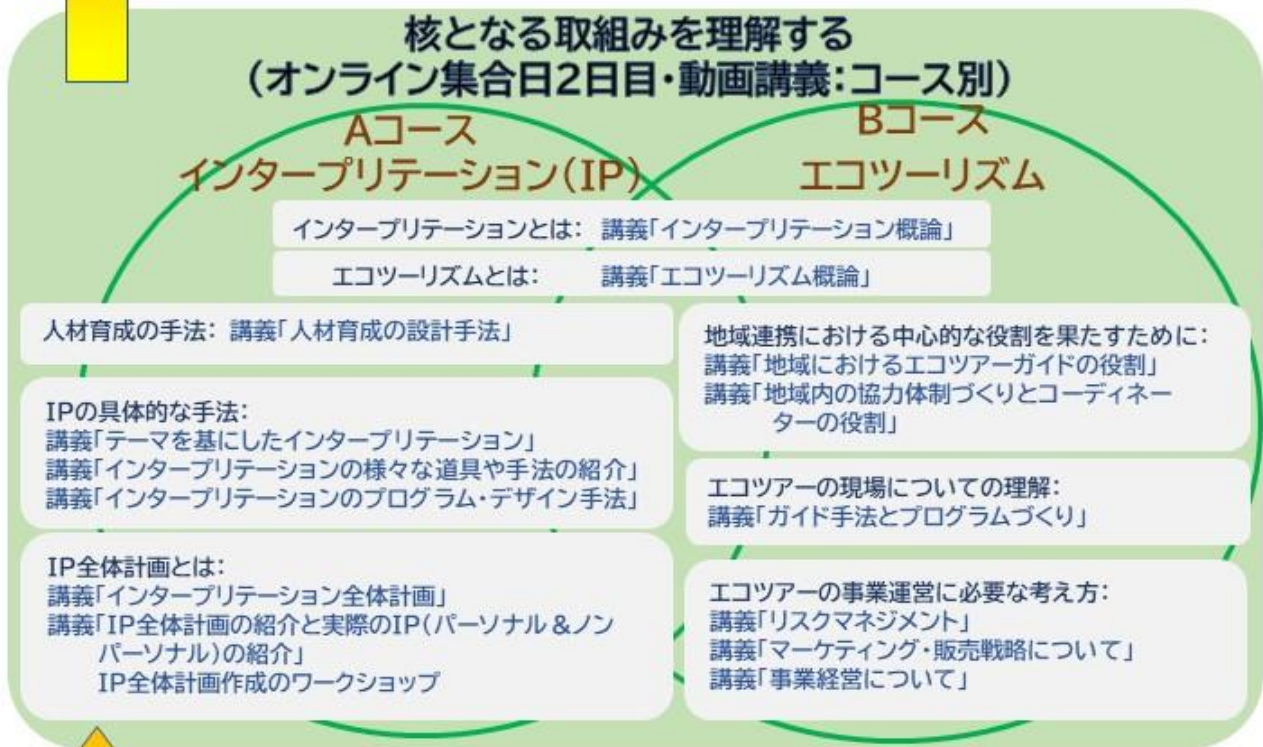 核となる取組みを理解する
(オンライン集合日2日目・動画講義:コース別)
Aコース
インタープリテーション(IP)
Bコース
エコツーリズム
インタープリテーションとは: 講義「インタープリテーション概論」
エコツーリズムとは: 講義「エコツーリズム概論」
人材育成の手法: 講義「人材育成の設計手法」
IPの具体的な手法:
講義「テーマを基にしたインタープリテーション」
講義「インタープリテーションの様々な道具や手法の紹介」
講義「インタープリテーションのプログラム・デザイン手法」
IP全体計画とは:
講義「インタープリテーション全体計画」
講義「IP全体計画の紹介と実際のIP(パーソナル&ノン
パーソナル)の紹介」
IP全体計画作成のワークショップ
地域連携における中心的な役割を果たすために:
講義「地域におけるエコツアーガイドの役割」
講義「地域内の協力体制づくりとコーディネー
ターの役割」
エコツアーの現場についての理解:
講義「ガイド手法とプログラムづくり」
エコツアーの事業運営に必要な考え方:
講義「リスクマネジメント」
講義「マーケティング・販売戦略について」
講義「事業経営について」